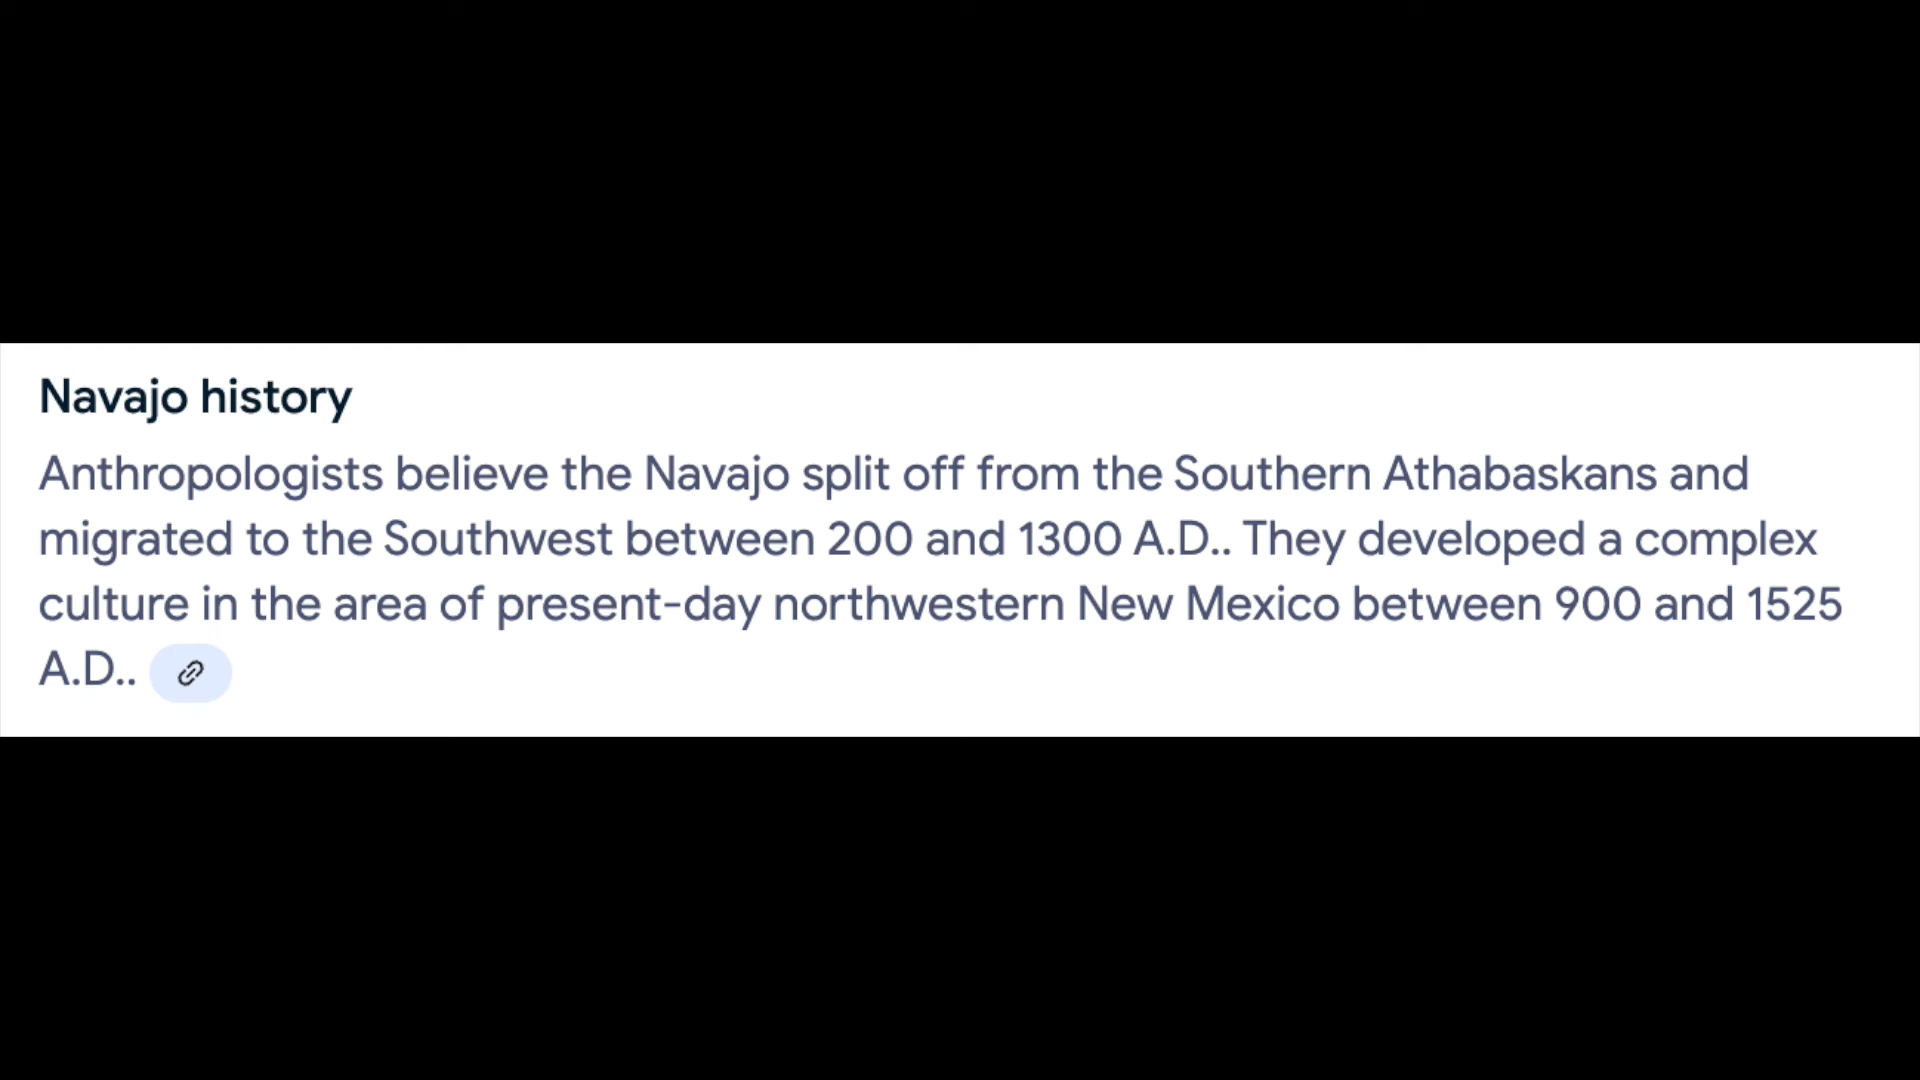 Navajo history
Anthropologists believe the Navajo split off from the Southern Athabaskans and
migrated to the Southwest between 200 and 1300 A.D.. They developed a complex
culture in the area of present-day northwestern New Mexico between 900 and 1525
A.D..